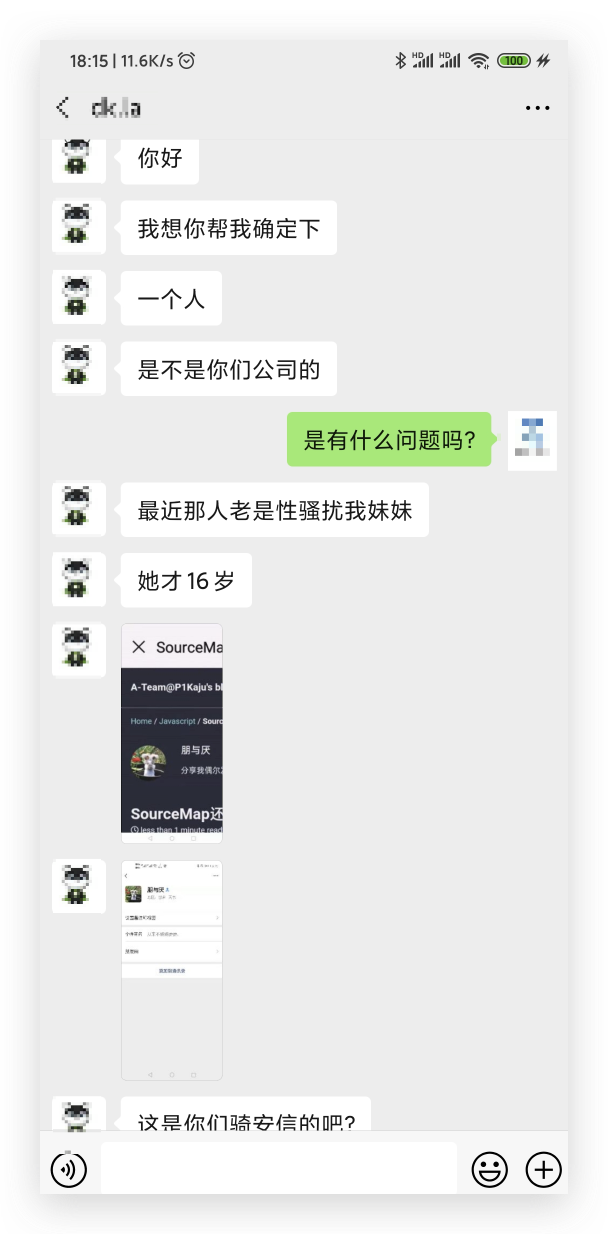 18:15 | 11.6K/s
HD HD 100
你好
我想你帮我确定下
一个人
是不是你们公司的
是有什么问题吗?
最近那人老是性骚扰我妹妹
她才 16 岁
SourceMa
A-Team@P1Kaju's bl
Home / Javascript / Sourc
朋与厌
分享我偶尔
SourceMap还
less than 1 minute read
朋与厌
这是你们骑安信的吧?